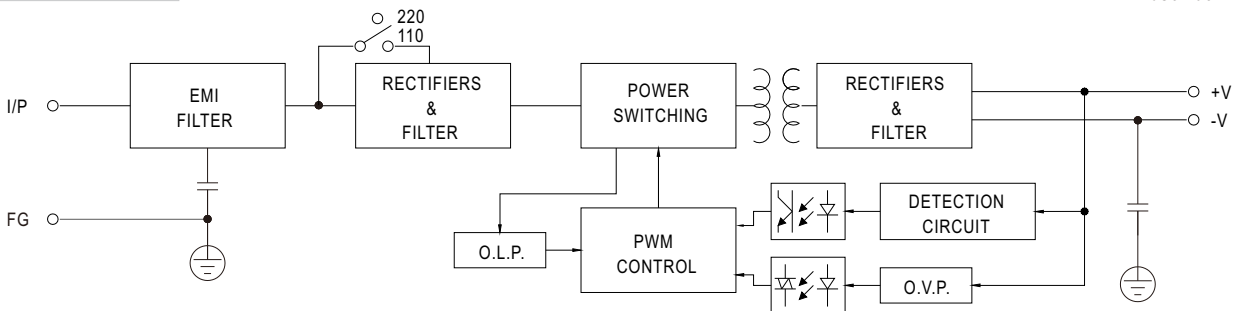 220
110
I/P
EMI
FILTER
RECTIFIERS
&
FILTER
POWER
SWITCHING
RECTIFIERS
&
FILTER
+V
-V
FG
O.L.P.
PWM
CONTROL
DETECTION
CIRCUIT
O.V.P.